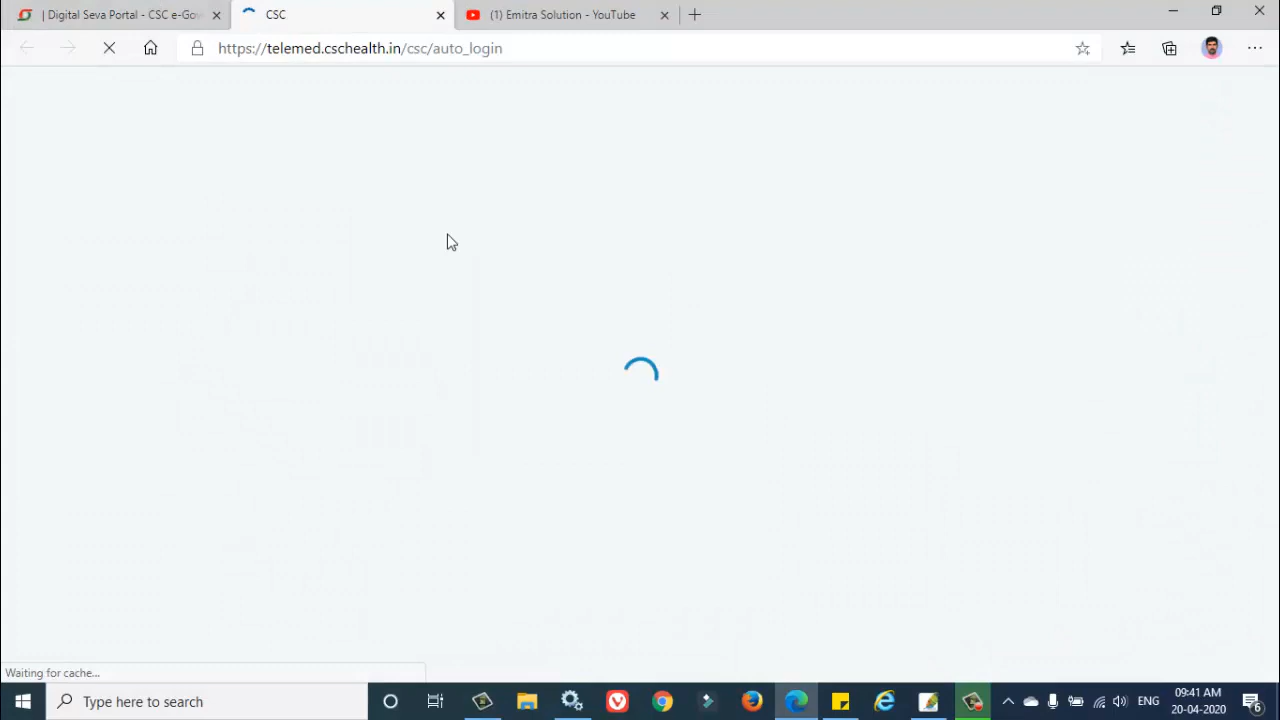 | Digital Seva Portal - CSC e-Gov
CSC
(1) Emitra Solution - YouTube
https://telemed.cschealth.in/csc/auto_login
Waiting for cache...
Type here to search
ENG
09:41 AM
20-04-2020
6